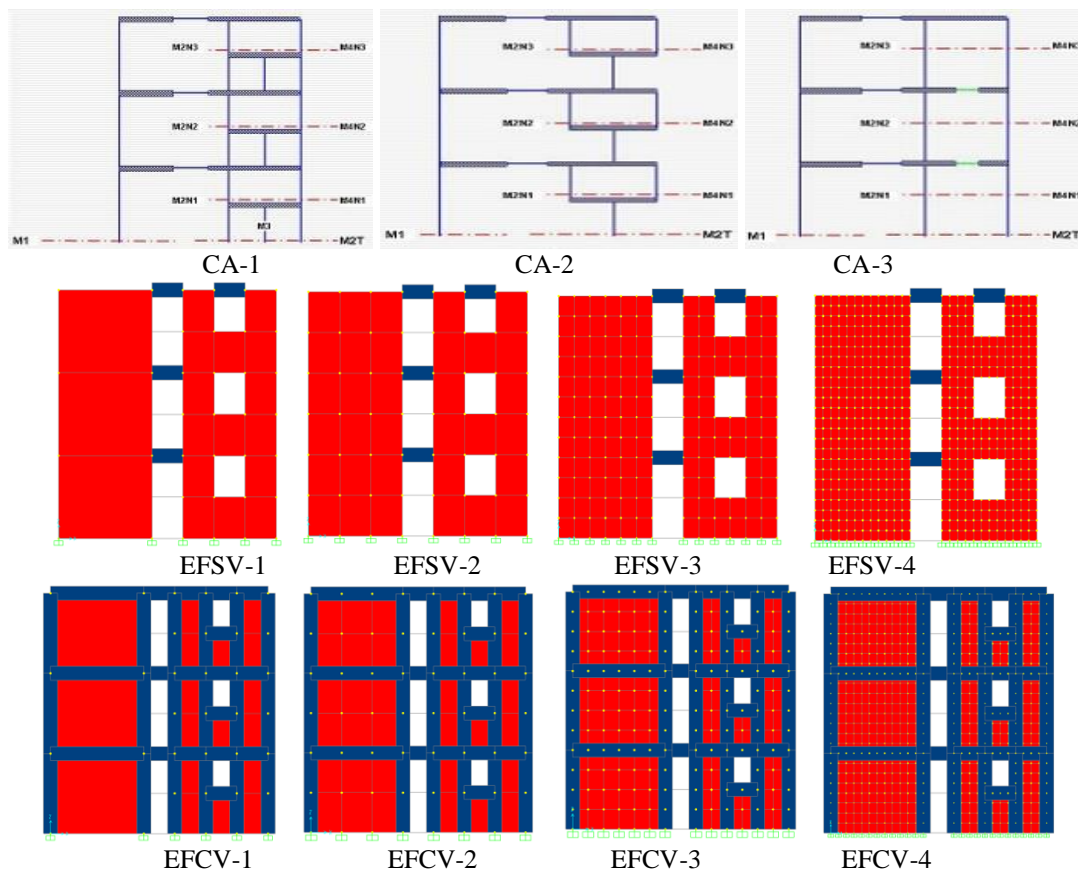 M2N3 M4N3
M2N2 M4N2
M2N1 M4N1
M3
M1 M2T
M2N3 M4N3
M2N2 M4N2
M2N1 M4N1
M1 M2T
M2N3 M4N3
M2N2 M4N2
M2N1 M4N1
M1 M2T
CA-1 CA-2 CA-3
EFSV-1 EFSV-2 EFSV-3 EFSV-4
EFCV-1 EFCV-2 EFCV-3 EFCV-4